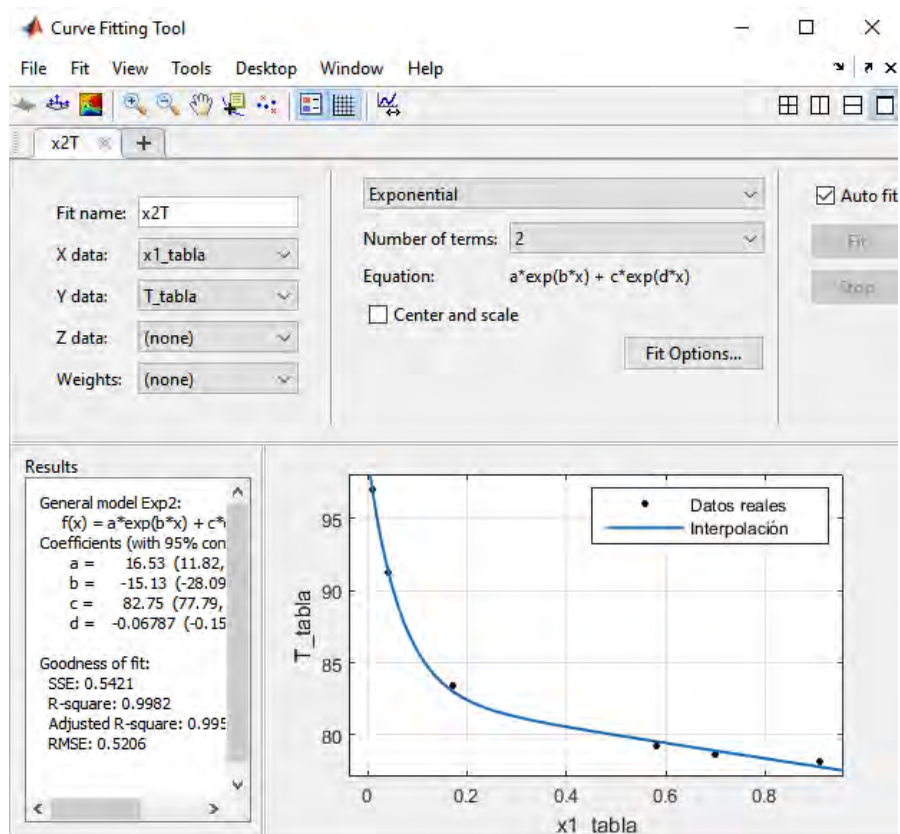 Curve Fitting Tool
File Fit View Tools Desktop Window Help
x2T
Fit name: x2T
X data: x1_tabla
Y data: T_tabla
Z data: (none)
Weights: (none)
Exponential
Number of terms: 2
Equation: a*exp(b*x) + c*exp(d*x)
Center and scale
Fit Options...
Auto fit
Fit
Stop
Results
General model Exp2:
f(x) = a*exp(b*x) + c*
Coefficients (with 95% con
a = 16.53 (11.82,
b = -15.13 (-28.09
c = 82.75 (77.79,
d = -0.06787 (-0.15
Goodness of fit:
SSE: 0.5421
R-square: 0.9982
Adjusted R-square: 0.995
RMSE: 0.5206
Datos reales
Interpolación
T_tabla
95
90
85
80
0 0.2 0.4 0.6 0.8
x1_tabla